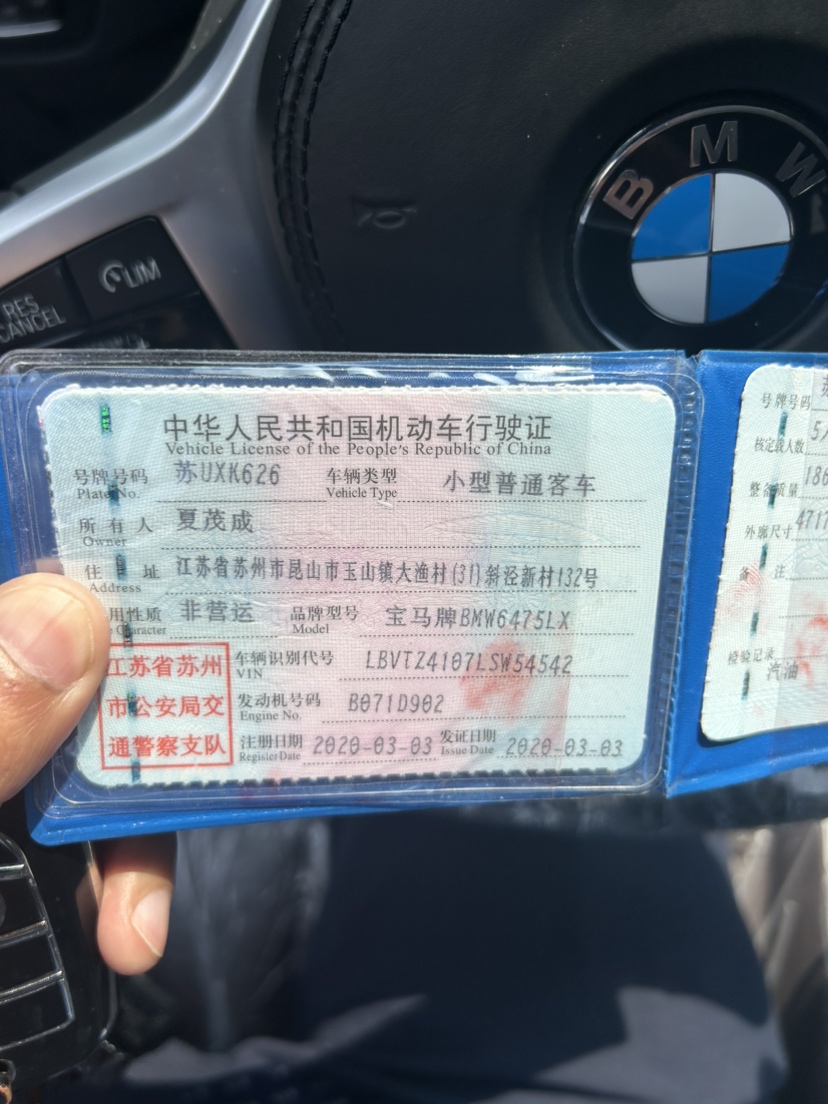 BMW
LIM
RES
CANCEL
中华人民共和国机动车行驶证
Vehicle License of the People's Republic of China
号牌号码 苏UXK626 车辆类型 小型普通客车
Plate No. Vehicle Type
所有人 夏茂成
Owner
住址 江苏省苏州市昆山市玉山镇大渔村(31)斜泾新村132号
Address
用性质 非营运 品牌型号 宝马牌BMW6475LX
Character Model
江苏省苏州
市公安局交
通警察支队
车辆识别代号 LBVTZ4107LSW54542
VIN
发动机号码 B071D902
Engine No.
注册日期 2020-03-03 发证日期 2020-03-03
Register Date Issue Date
号牌号码
核定载人数 5
整备质量 186
外廓尺寸 4717
备注
检验记录
汽油